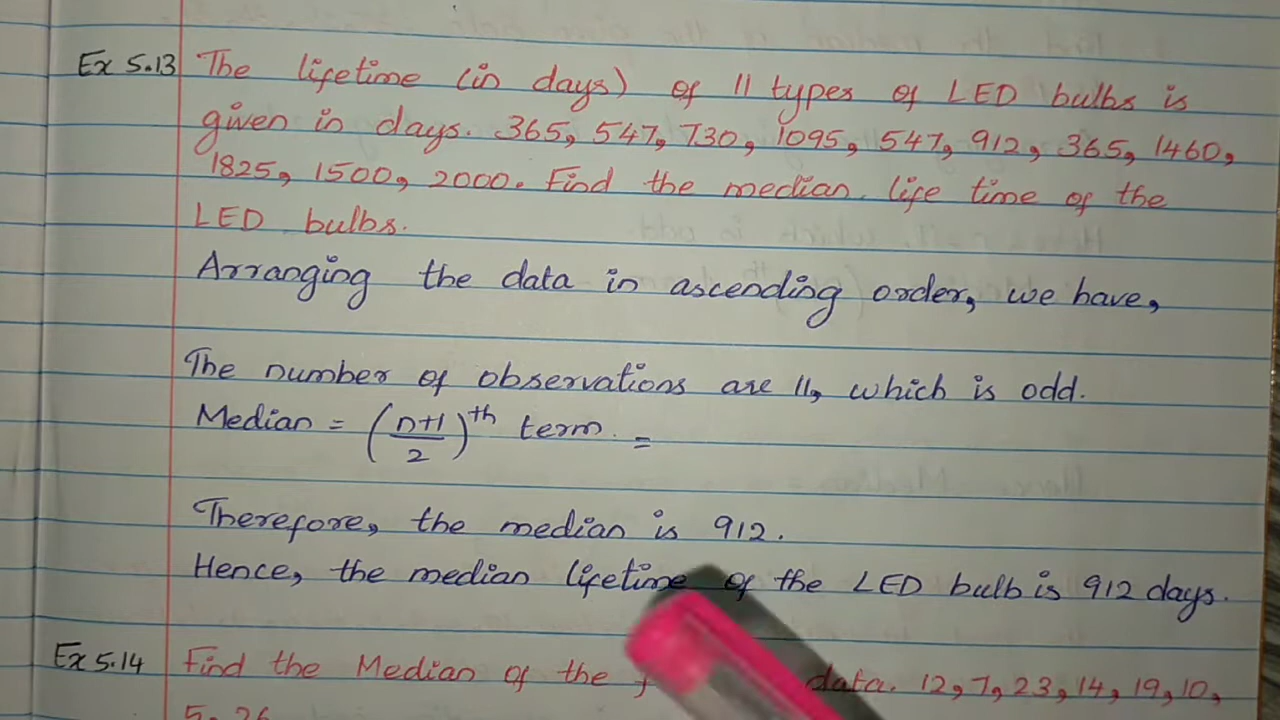 Ex 5.13 The lifetime (in days) of 11 types of LED bulbs is
given in days. 365, 547, 730, 1095, 547, 912, 365, 1460,
1825, 1500, 2000. Find the median life time of the
LED bulbs.
Arranging the data in ascending order, we have,
The number of observations are 11, which is odd.
Median = (n+1/2)th term. =
Therefore, the median is 912.
Hence, the median lifetime of the LED bulb is 912 days.
Ex 5.14 Find the Median of the data. 12, 7, 23, 14, 19, 10,
5, 26